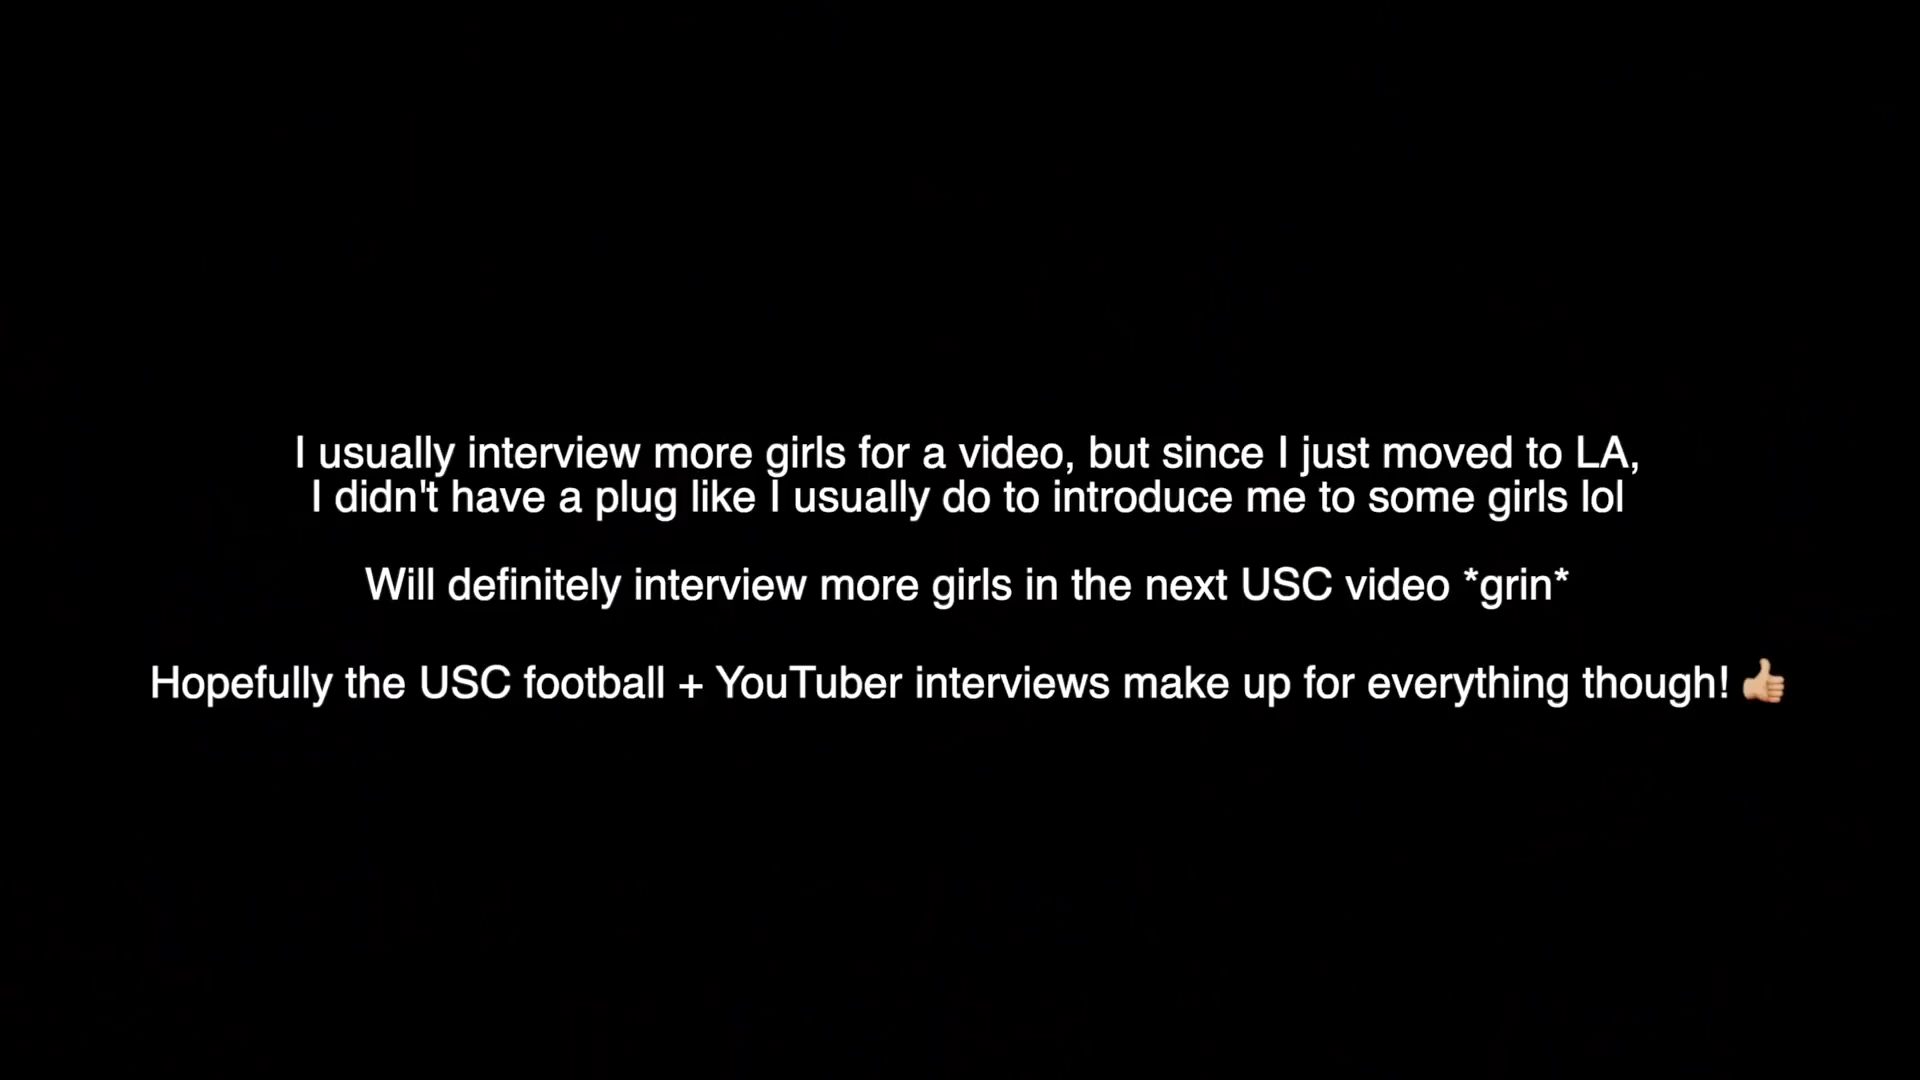 I usually interview more girls for a video, but since I just moved to LA,
I didn't have a plug like I usually do to introduce me to some girls lol
Will definitely interview more girls in the next USC video *grin*
Hopefully the USC football + YouTuber interviews make up for everything though! 👍🏼